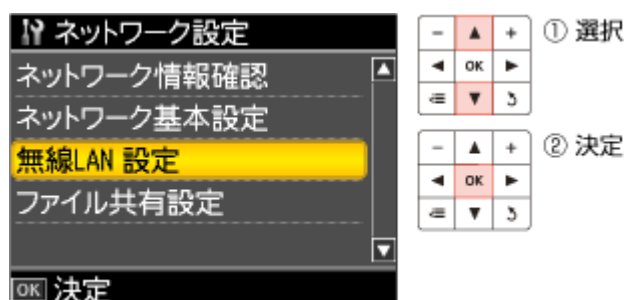 ネットワーク設定
ネットワーク情報確認
ネットワーク基本設定
無線LAN 設定
ファイル共有設定
OK 決定
- ▲ +
◀ OK ▶
▼
① 選択
- ▲ +
◀ OK ▶
▼
② 決定